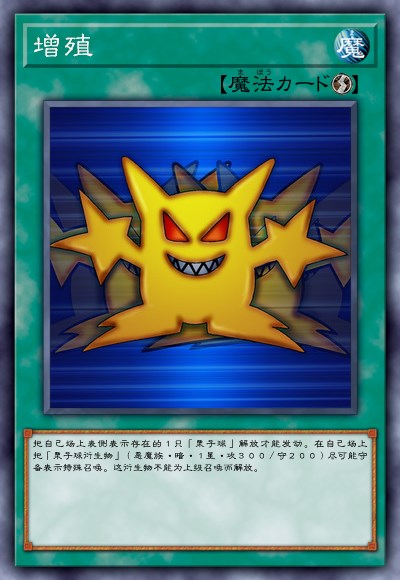 増殖
魔
【魔法カード】
ま ほう
把自己场上表侧表示存在的1只「栗子球」解放才能发动。在自己场上
把「栗子球衍生物」（恶魔族·暗·1星·攻300／守200）尽可能守
备表示特殊召唤。这衍生物不能为上级召唤而解放。